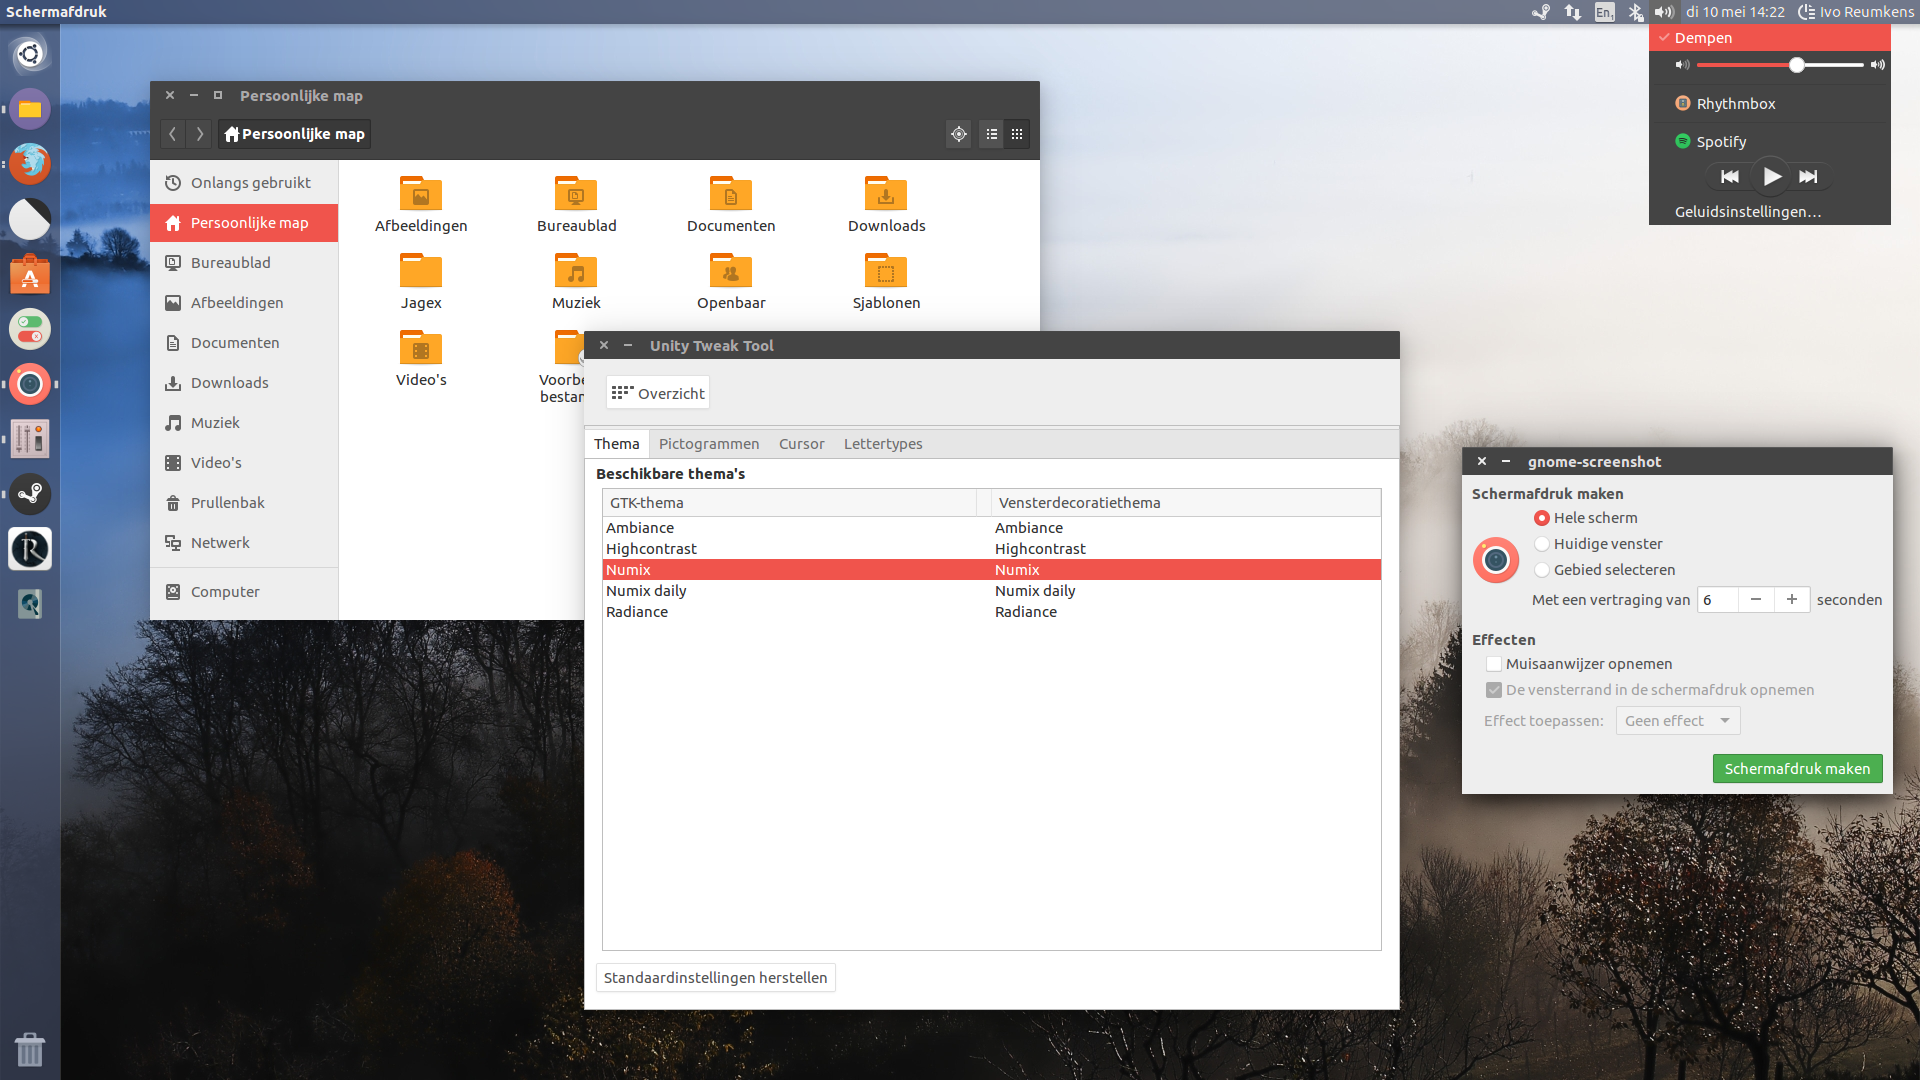 Schermafdruk
En1
di 10 mei 14:22
Ivo Reumkens
Dempen
Rhythmbox
Spotify
Geluidsinstellingen…
Persoonlijke map
Persoonlijke map
Onlangs gebruikt
Persoonlijke map
Bureaublad
Afbeeldingen
Documenten
Downloads
Muziek
Video's
Prullenbak
Netwerk
Computer
Afbeeldingen
Bureaublad
Documenten
Downloads
Jagex
Muziek
Openbaar
Sjablonen
Video's
Voorbe
bestan
Unity Tweak Tool
Overzicht
Thema
Pictogrammen
Cursor
Lettertypes
Beschikbare thema's
GTK-thema
Vensterdecoratiethema
Ambiance
Ambiance
Highcontrast
Highcontrast
Numix
Numix
Numix daily
Numix daily
Radiance
Radiance
Standaardinstellingen herstellen
gnome-screenshot
Schermafdruk maken
Hele scherm
Huidige venster
Gebied selecteren
Met een vertraging van 6 seconden
Effecten
Muisaanwijzer opnemen
De vensterrand in de schermafdruk opnemen
Effect toepassen: Geen effect
Schermafdruk maken